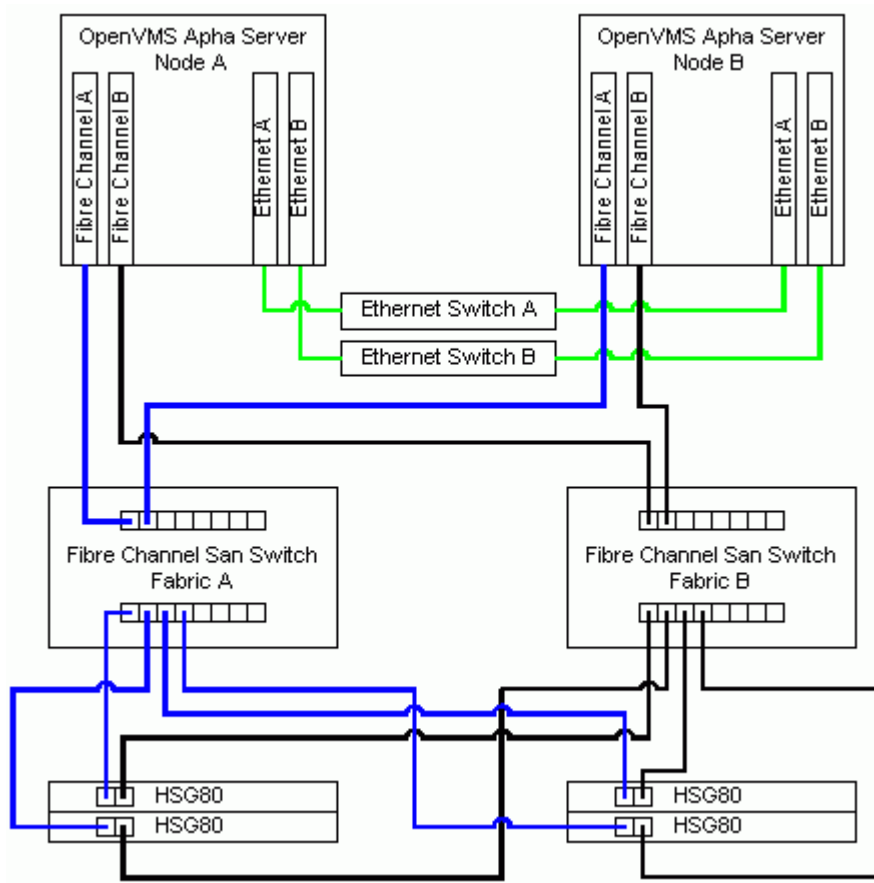 OpenVMS Apha Server
Node A
Fibre Channel A
Fibre Channel B
Ethernet A
Ethernet B
OpenVMS Apha Server
Node B
Fibre Channel A
Fibre Channel B
Ethernet A
Ethernet B
Ethernet Switch A
Ethernet Switch B
Fibre Channel San Switch
Fabric A
Fibre Channel San Switch
Fabric B
HSG80
HSG80
HSG80
HSG80